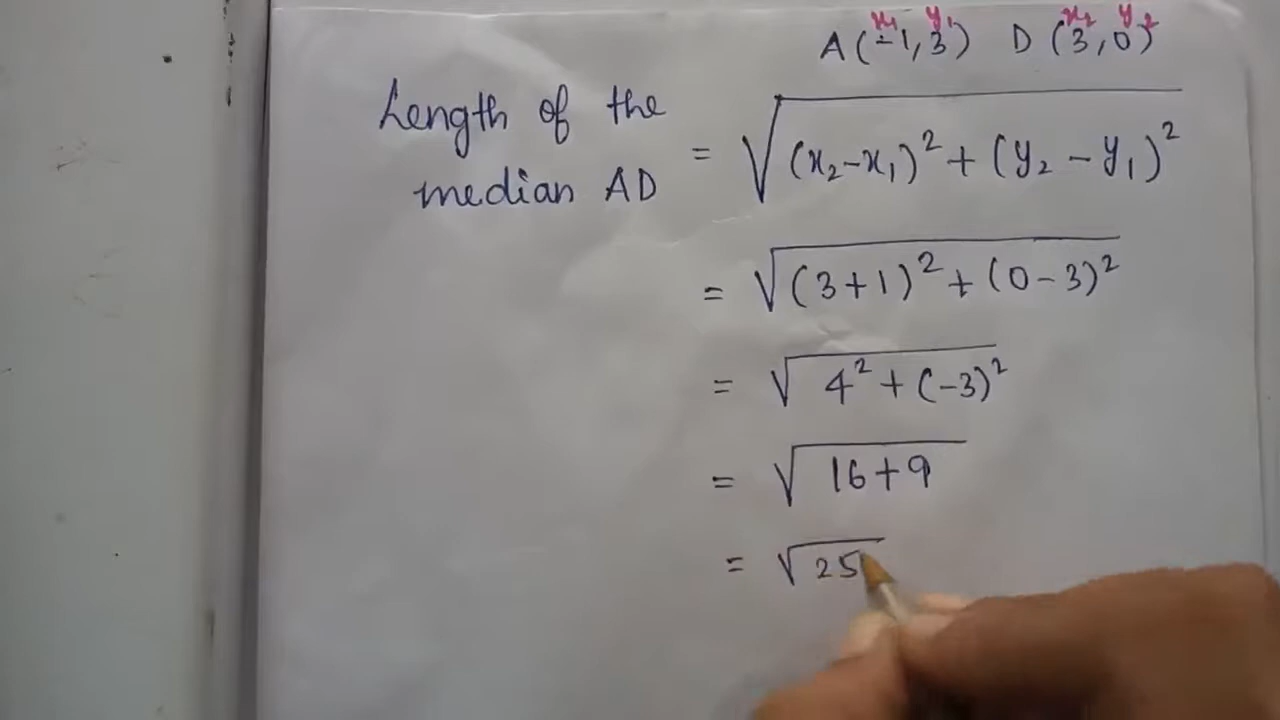 x₁ y₁ x₂ y₂
A(-1, 3) D (3, 0)
Length of the median AD = √((x₂-x₁)² + (y₂ - y₁)²)
= √((3+1)² + (0-3)²)
= √(4² + (-3)²)
= √(16+9)
= √25